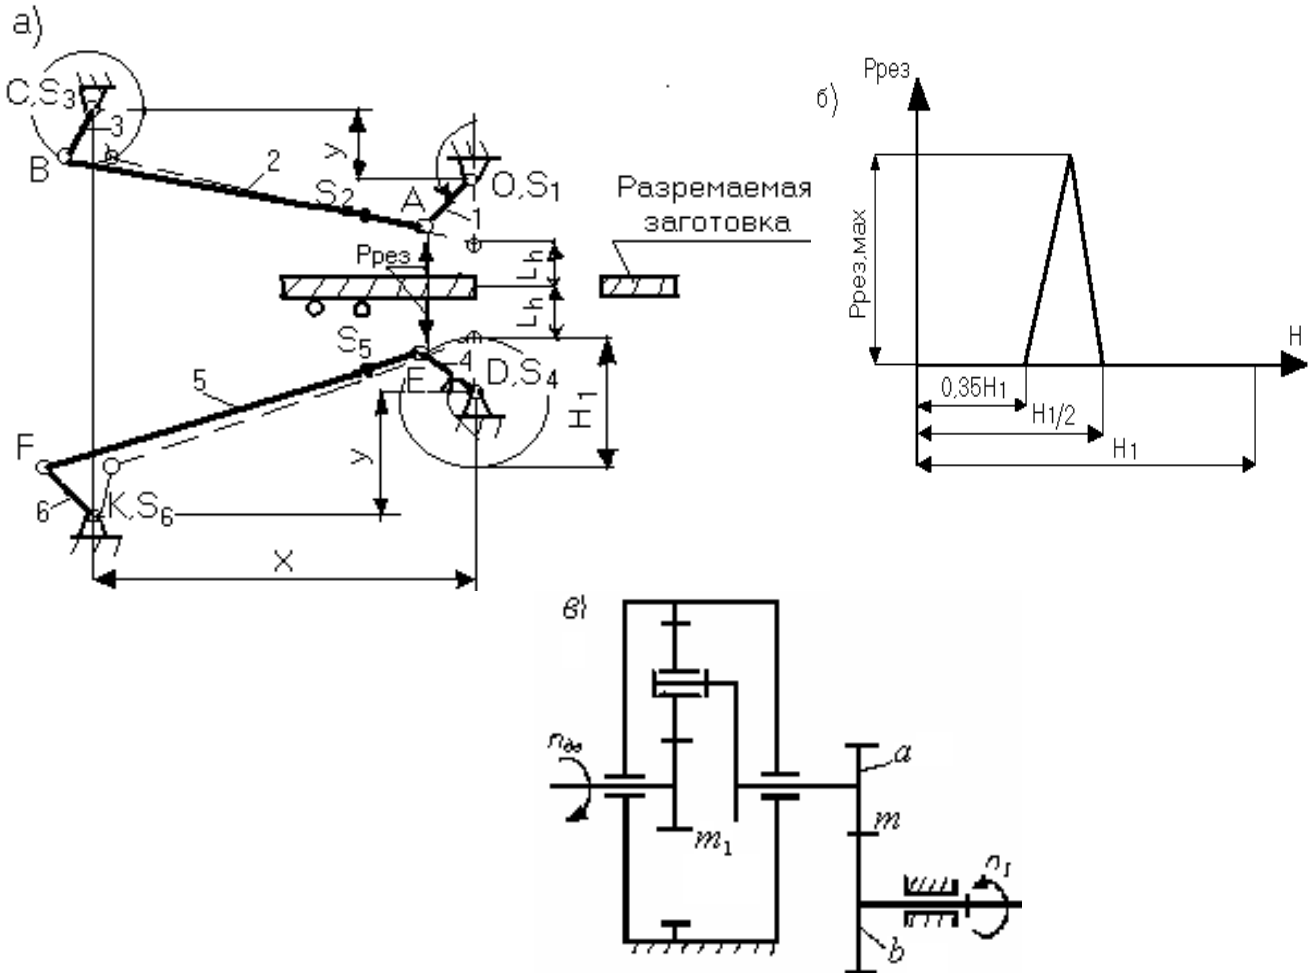 а)
C,S3
3
B
2
S2
A
y
O,S1
1
Разремаемая
заготовка
Pрез
Lh
Lh
S5
5
E
4
D,S4
H1
F
y
6
K,S6
X
б)
Pрез
Pрез,мах
H
0,35H1
H1/2
H1
в)
nдв
m1
a
m
n1
b